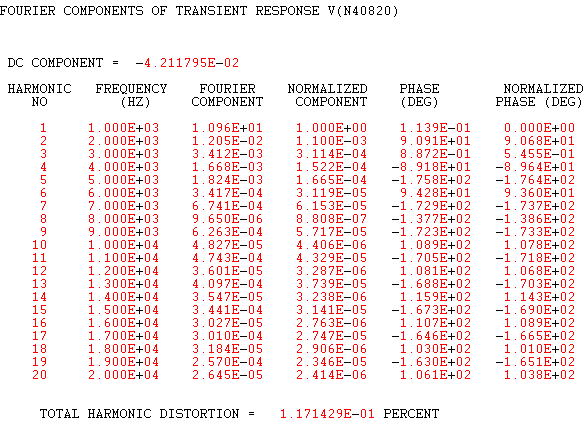 FOURIER COMPONENTS OF TRANSIENT RESPONSE V(N40820)
DC COMPONENT = -4.211795E-02
HARMONIC FREQUENCY FOURIER NORMALIZED PHASE NORMALIZED
NO (HZ) COMPONENT COMPONENT (DEG) PHASE (DEG)
1 1.000E+03 1.096E+01 1.000E+00 1.139E-01 0.000E+00
2 2.000E+03 1.205E-02 1.100E-03 9.091E+01 9.068E+01
3 3.000E+03 3.412E-03 3.114E-04 8.872E-01 5.455E-01
4 4.000E+03 1.668E-03 1.522E-04 -8.918E+01 -8.964E+01
5 5.000E+03 1.824E-03 1.665E-04 -1.758E+02 -1.764E+02
6 6.000E+03 3.417E-04 3.119E-05 9.428E+01 9.360E+01
7 7.000E+03 6.741E-04 6.153E-05 -1.729E+02 -1.737E+02
8 8.000E+03 9.650E-06 8.808E-07 -1.377E+02 -1.386E+02
9 9.000E+03 6.263E-04 5.717E-05 -1.723E+02 -1.733E+02
10 1.000E+04 4.827E-05 4.406E-06 1.089E+02 1.078E+02
11 1.100E+04 4.743E-04 4.329E-05 -1.705E+02 -1.718E+02
12 1.200E+04 3.601E-05 3.287E-06 1.081E+02 1.068E+02
13 1.300E+04 4.097E-04 3.739E-05 -1.688E+02 -1.703E+02
14 1.400E+04 3.547E-05 3.238E-06 1.159E+02 1.143E+02
15 1.500E+04 3.441E-04 3.141E-05 -1.673E+02 -1.690E+02
16 1.600E+04 3.027E-05 2.763E-06 1.107E+02 1.089E+02
17 1.700E+04 3.010E-04 2.747E-05 -1.646E+02 -1.665E+02
18 1.800E+04 3.184E-05 2.906E-06 1.030E+02 1.010E+02
19 1.900E+04 2.570E-04 2.346E-05 -1.630E+02 -1.651E+02
20 2.000E+04 2.645E-05 2.414E-06 1.061E+02 1.038E+02
TOTAL HARMONIC DISTORTION = 1.171429E-01 PERCENT